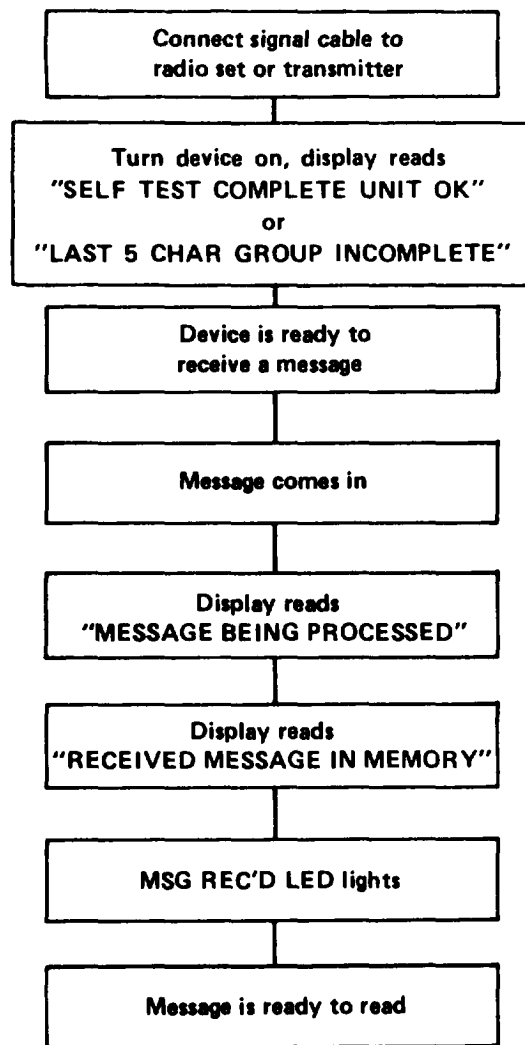 Connect signal cable to
radio set or transmitter
Turn device on, display reads
"SELF TEST COMPLETE UNIT OK"
or
"LAST 5 CHAR GROUP INCOMPLETE"
Device is ready to
receive a message
Message comes in
Display reads
"MESSAGE BEING PROCESSED"
Display reads
"RECEIVED MESSAGE IN MEMORY"
MSG REC'D LED lights
Message is ready to read